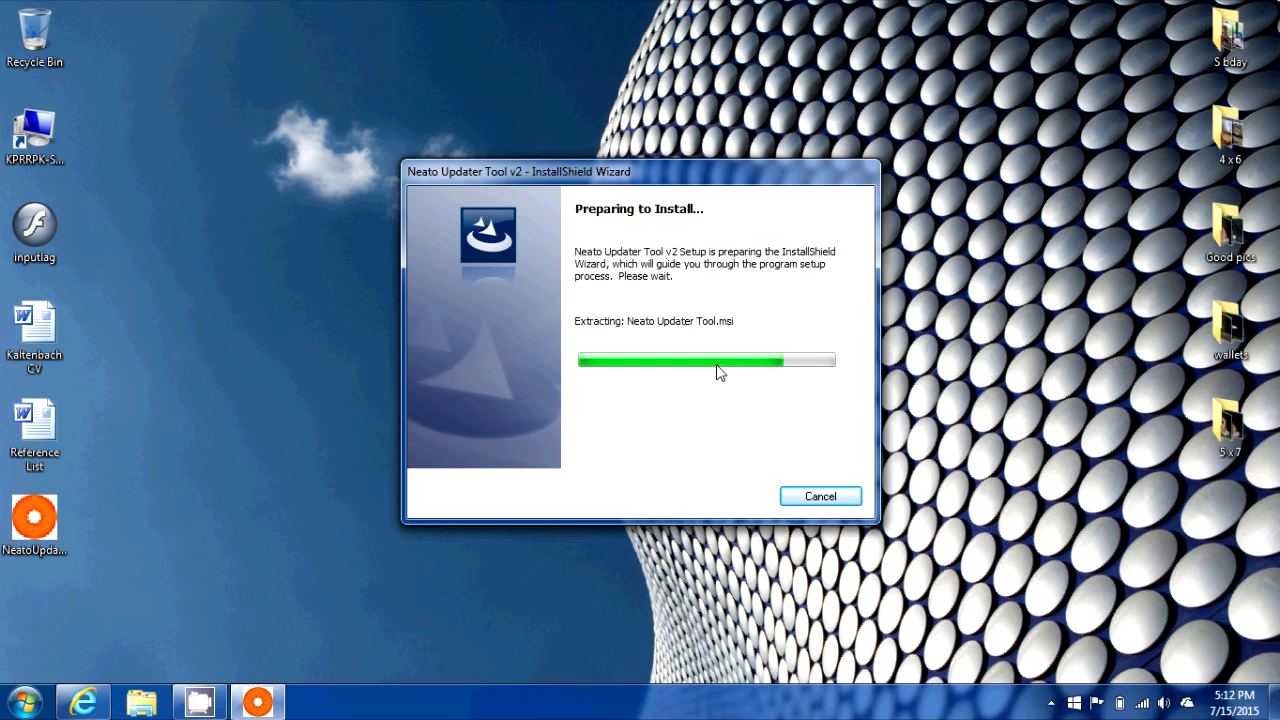 Recycle Bin
KPRRPK-S...
inputlag
Kaltenbach
CV
Reference
List
NeatoUpda...
Neato Updater Tool v2 - InstallShield Wizard
Preparing to Install...
Neato Updater Tool v2 Setup is preparing the InstallShield
Wizard, which will guide you through the program setup
process. Please wait.
Extracting: Neato Updater Tool.msi
Cancel
S bday
4 x 6
Good pics
wallets
5 x 7
5:12 PM
7/15/2015